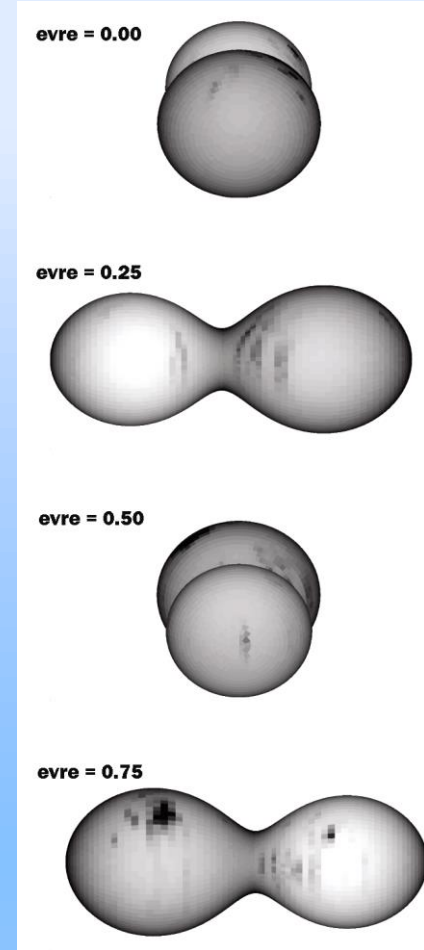 evre = 0.00
evre = 0.25
evre = 0.50
evre = 0.75